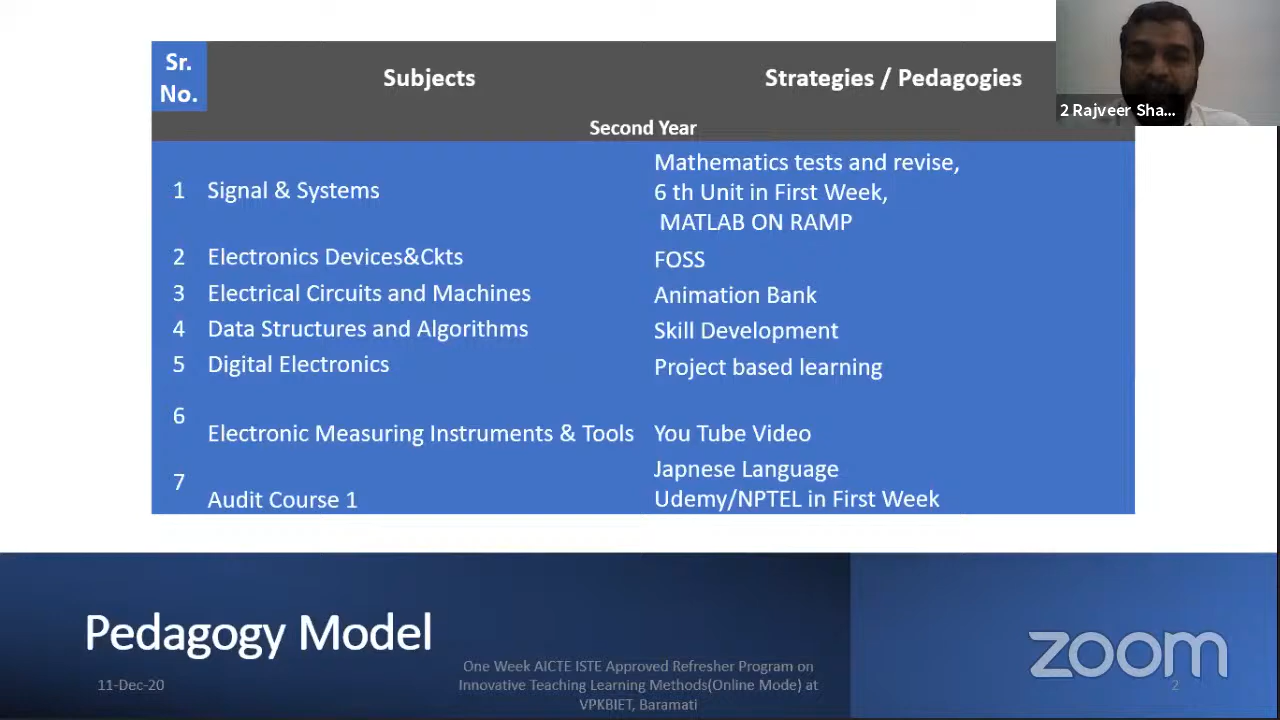 Sr.
No.
Subjects
Strategies / Pedagogies
2 Rajveer Sha...
Second Year
1 Signal & Systems
Mathematics tests and revise,
6 th Unit in First Week,
MATLAB ON RAMP
2 Electronics Devices&Ckts FOSS
3 Electrical Circuits and Machines Animation Bank
4 Data Structures and Algorithms Skill Development
5 Digital Electronics Project based learning
6 Electronic Measuring Instruments & Tools You Tube Video
7 Audit Course 1
Japnese Language
Udemy/NPTEL in First Week
Pedagogy Model
11-Dec-20
One Week AICTE ISTE Approved Refresher Program on
Innovative Teaching Learning Methods(Online Mode) at
VPKBIET, Baramati
zoom
2